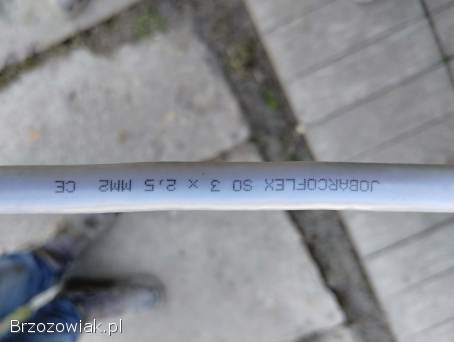 JOBARCOFLEX SO 3 x 2,5 MM2 CE
Brzozowiak.pl